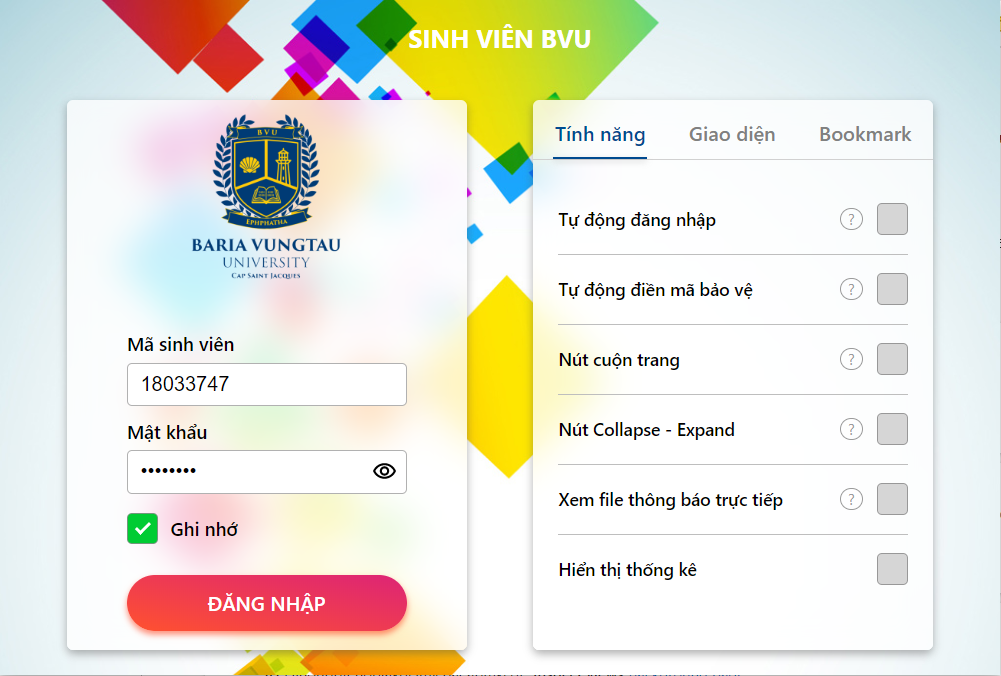 SINH VIÊN BVU
BVU
EPHPHATHA
BARIA VUNGTAU
UNIVERSITY
CAP SAINT JACQUES
Mã sinh viên
18033747
Mật khẩu
••••••••
Ghi nhớ
ĐĂNG NHẬP
Tính năng Giao diện Bookmark
Tự động đăng nhập ?
Tự động điền mã bảo vệ ?
Nút cuộn trang ?
Nút Collapse - Expand ?
Xem file thông báo trực tiếp ?
Hiển thị thống kê